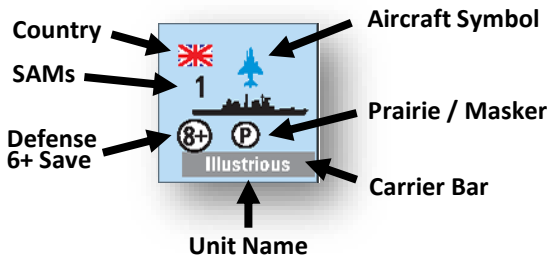 Country
Aircraft Symbol
SAMs
1
Prairie / Masker
Defense
6+ Save
8+
P
Illustrious
Carrier Bar
Unit Name